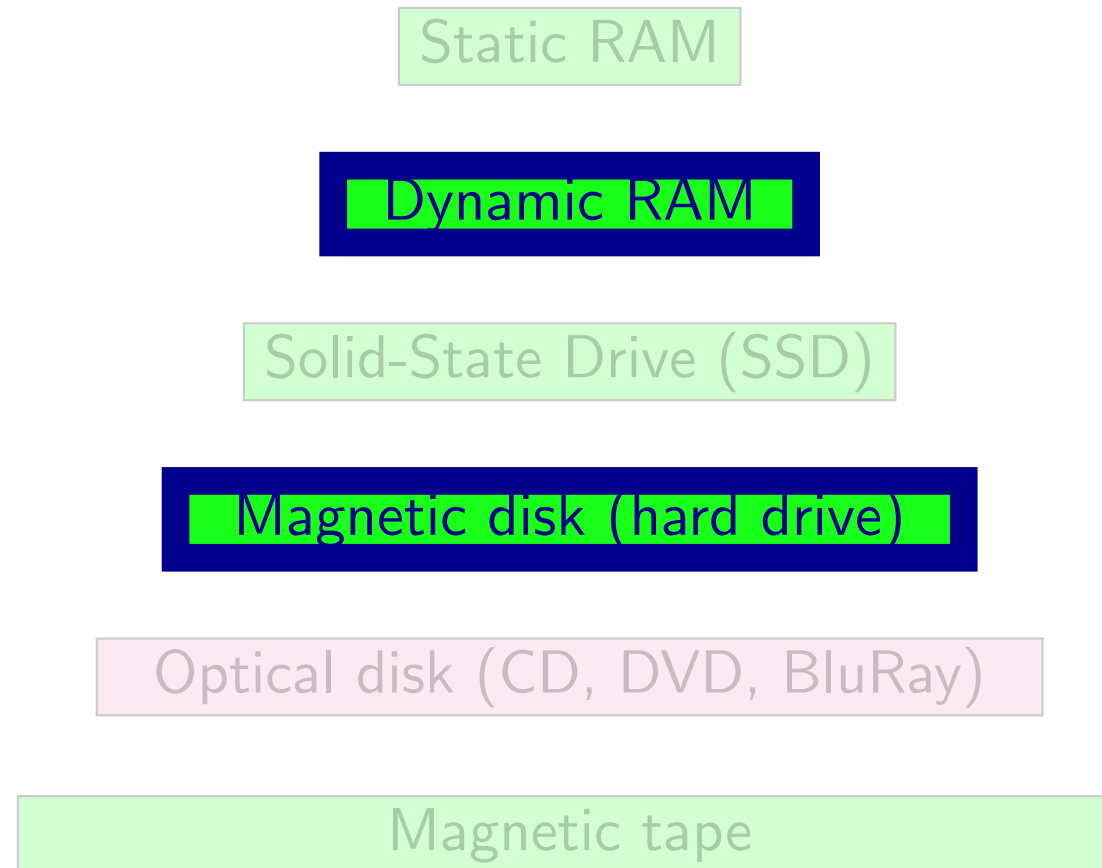 Static RAM
Dynamic RAM
Solid-State Drive (SSD)
Magnetic disk (hard drive)
Optical disk (CD, DVD, BluRay)
Magnetic tape